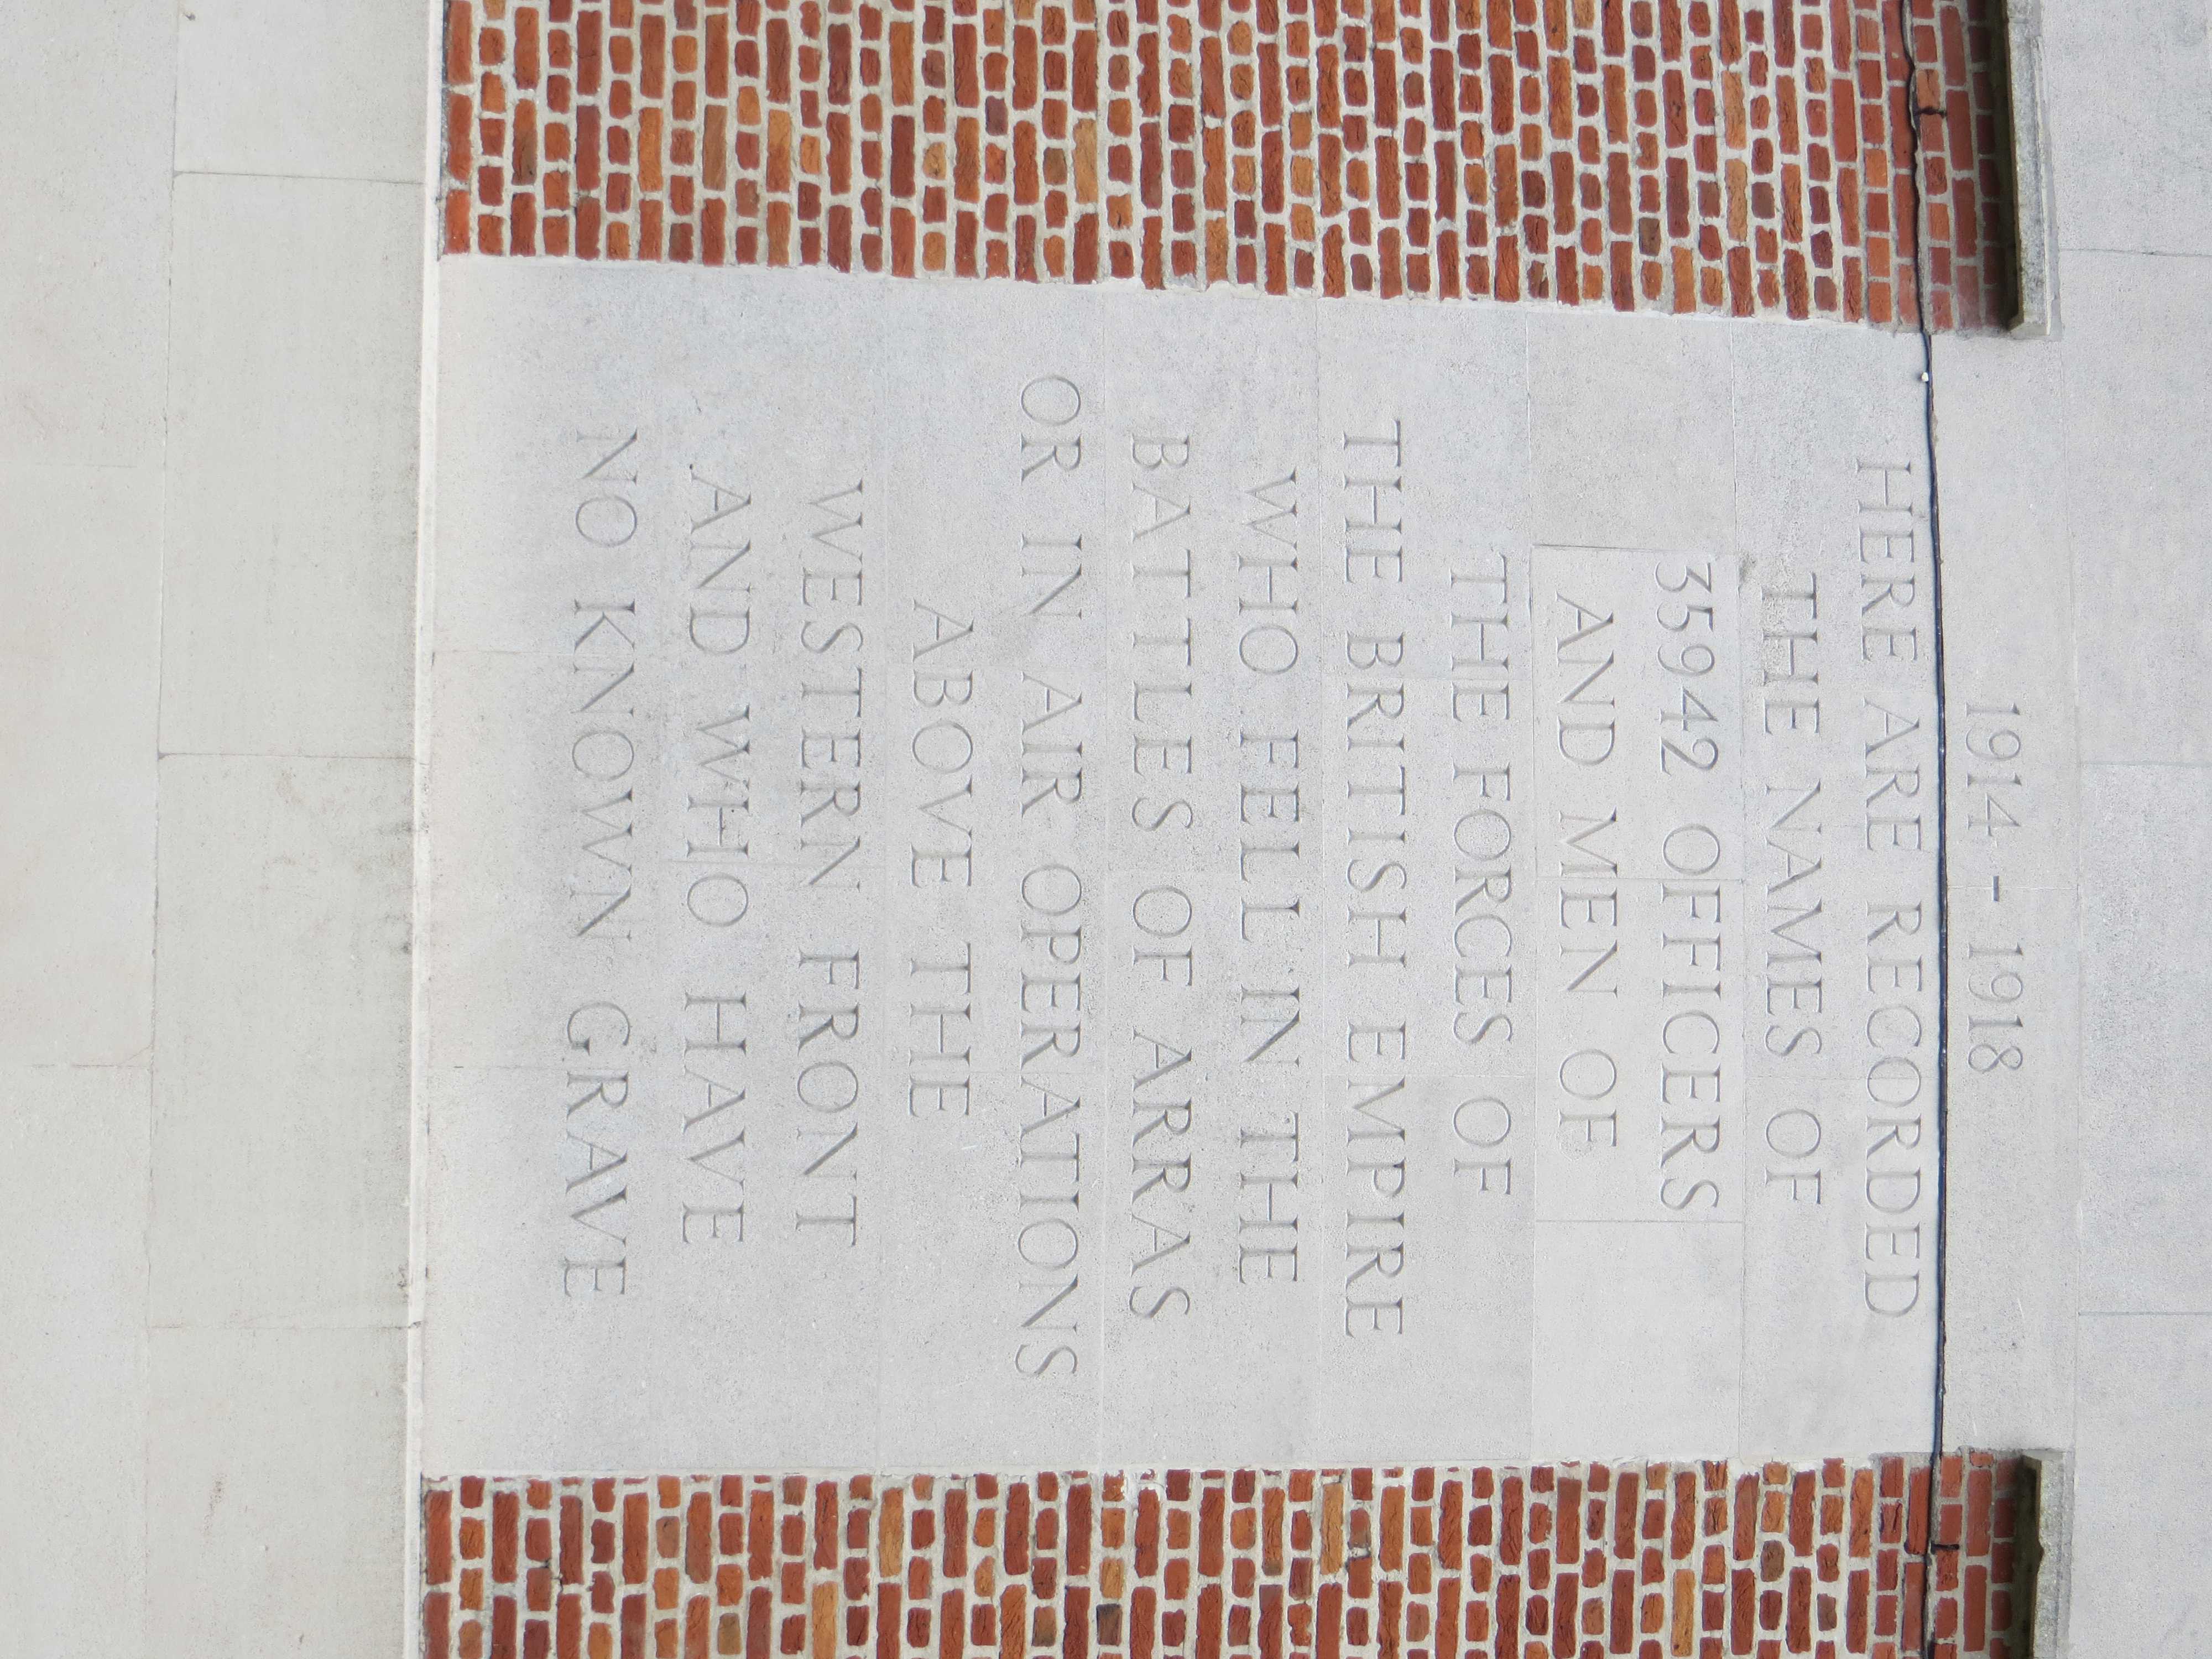 1914 - 1918
HERE ARE RECORDED
THE NAMES OF
35942 OFFICERS
AND MEN OF
THE FORCES OF
THE BRITISH EMPIRE
WHO FELL IN THE
BATTLES OF ARRAS
OR IN AIR OPERATIONS
ABOVE THE
WESTERN FRONT
AND WHO HAVE
NO KNOWN GRAVE